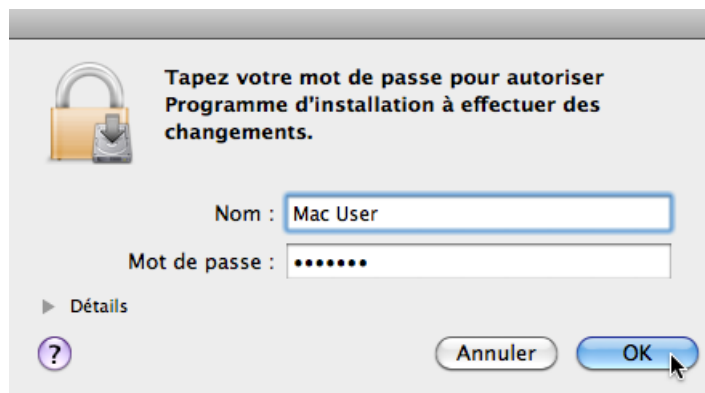 Tapez votre mot de passe pour autoriser
Programme d'installation à effectuer des
changements.
Nom : Mac User
Mot de passe : •••••••
Détails
? Annuler OK